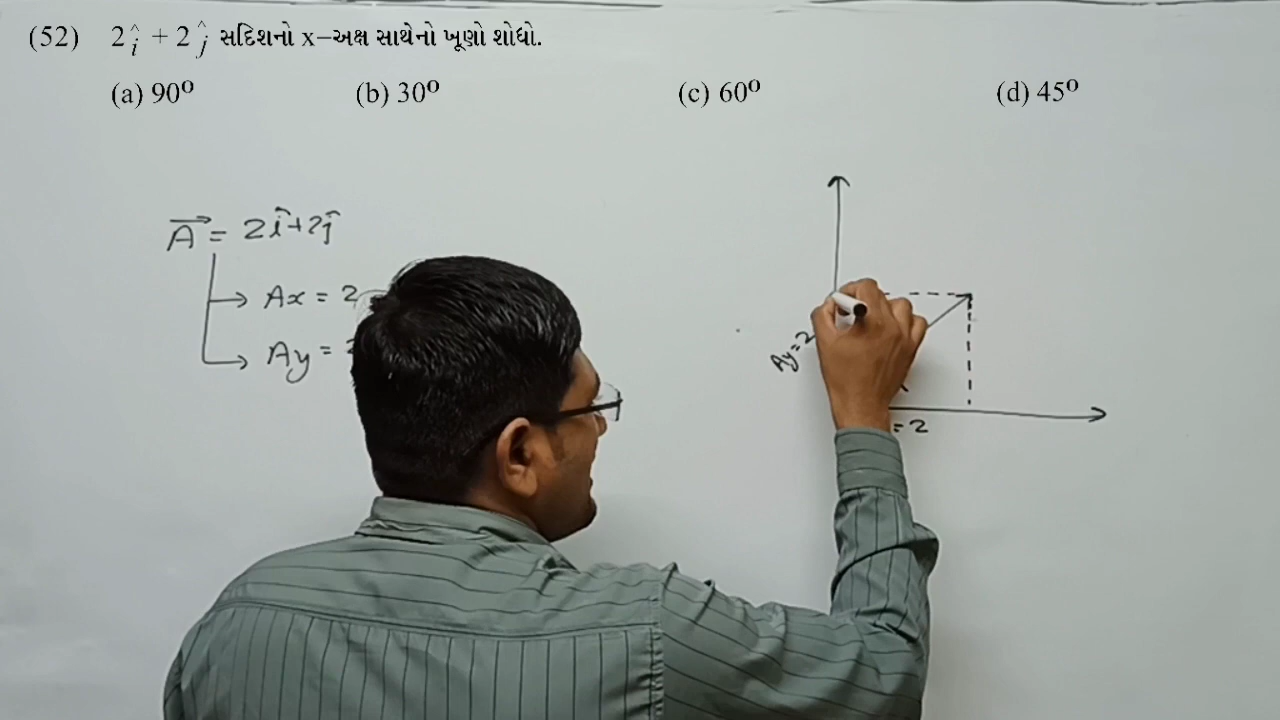 (52) 2î + 2ĵ સદિશનો x–અક્ષ સાથેનો ખૂણો શોધો.
(a) 90° (b) 30° (c) 60° (d) 45°
A⃗ = 2î+2ĵ
Ax = 2
Ay =
Ay=2
= 2